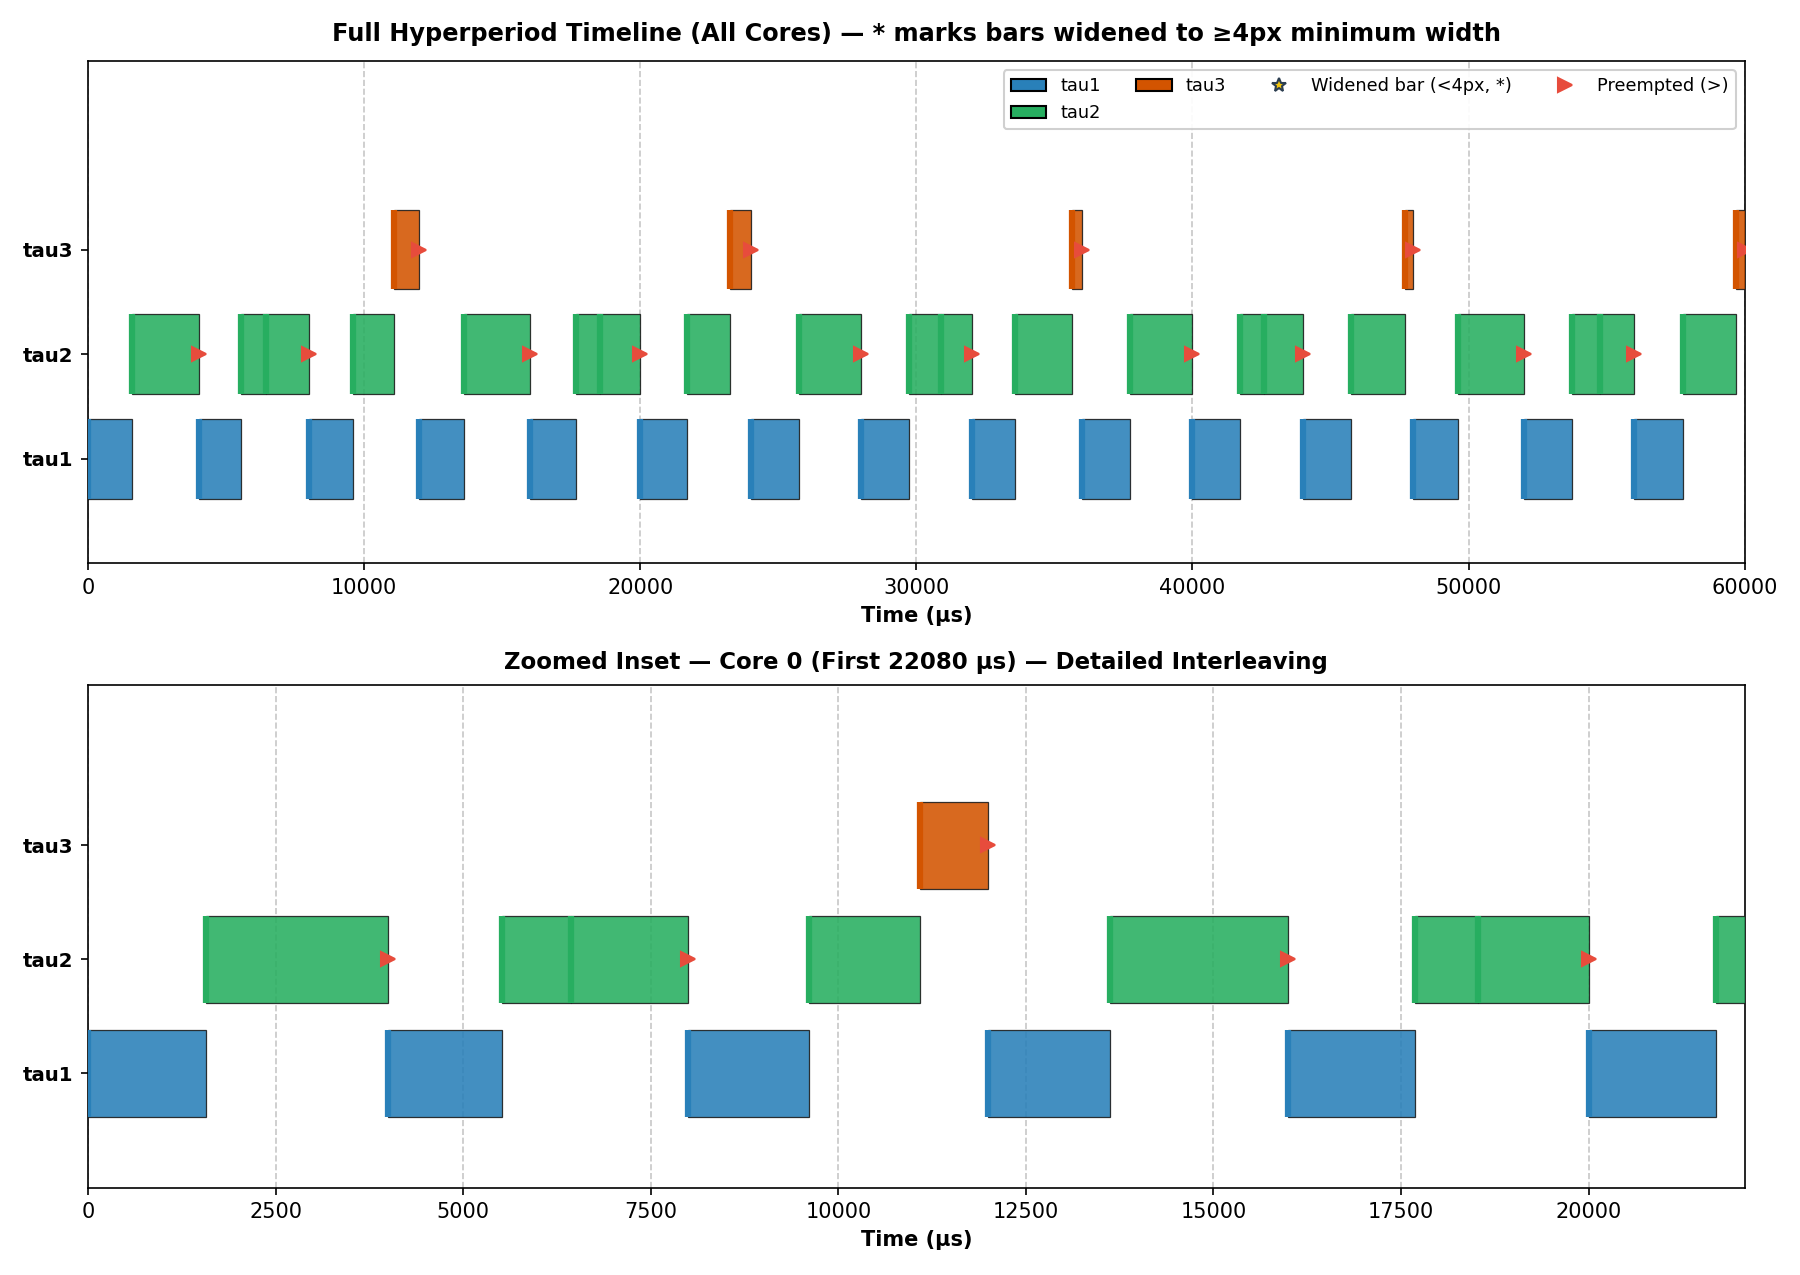 Full Hyperperiod Timeline (All Cores) — * marks bars widened to ≥4px minimum width
tau1 tau3 Widened bar (<4px, *) Preempted (>)
tau2
tau3
tau2
tau1
0 10000 20000 30000 40000 50000 60000
Time (μs)
Zoomed Inset — Core 0 (First 22080 μs) — Detailed Interleaving
tau3
tau2
tau1
0 2500 5000 7500 10000 12500 15000 17500 20000
Time (μs)